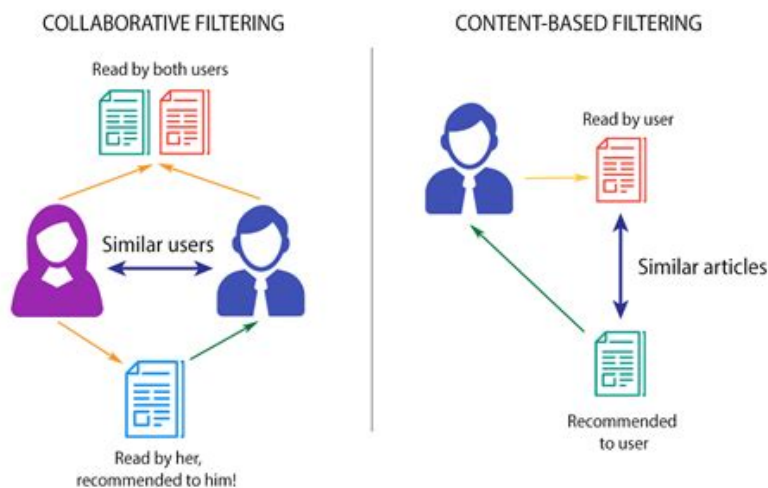 COLLABORATIVE FILTERING
Read by both users
Similar users
Read by her,
recommended to him!
CONTENT-BASED FILTERING
Read by user
Similar articles
Recommended
to user